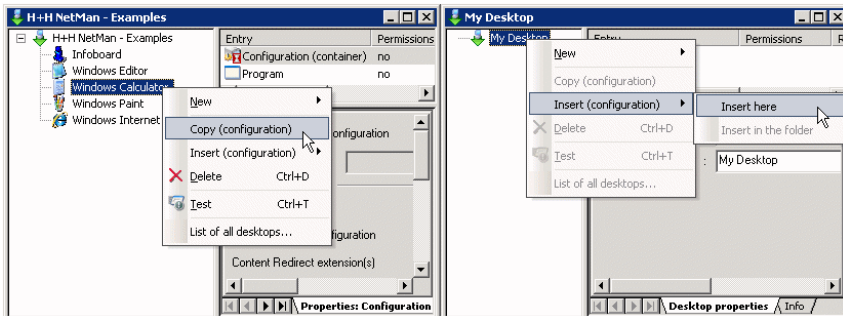 H+H NetMan - Examples
H+H NetMan - Examples
Infoboard
Windows Editor
Windows Calculator
Windows Paint
Windows Internet
Entry Permissions
Configuration (container) no
Program no
New
Copy (configuration)
Insert (configuration)
Delete Ctrl+D
Test Ctrl+T
List of all desktops...
Content Redirect extension(s)
Properties: Configuration
My Desktop
My Desktop
Permissions
New
Copy (configuration)
Insert (configuration)
Delete Ctrl+D
Test Ctrl+T
List of all desktops...
Insert here
Insert in the folder
: My Desktop
Desktop properties Info